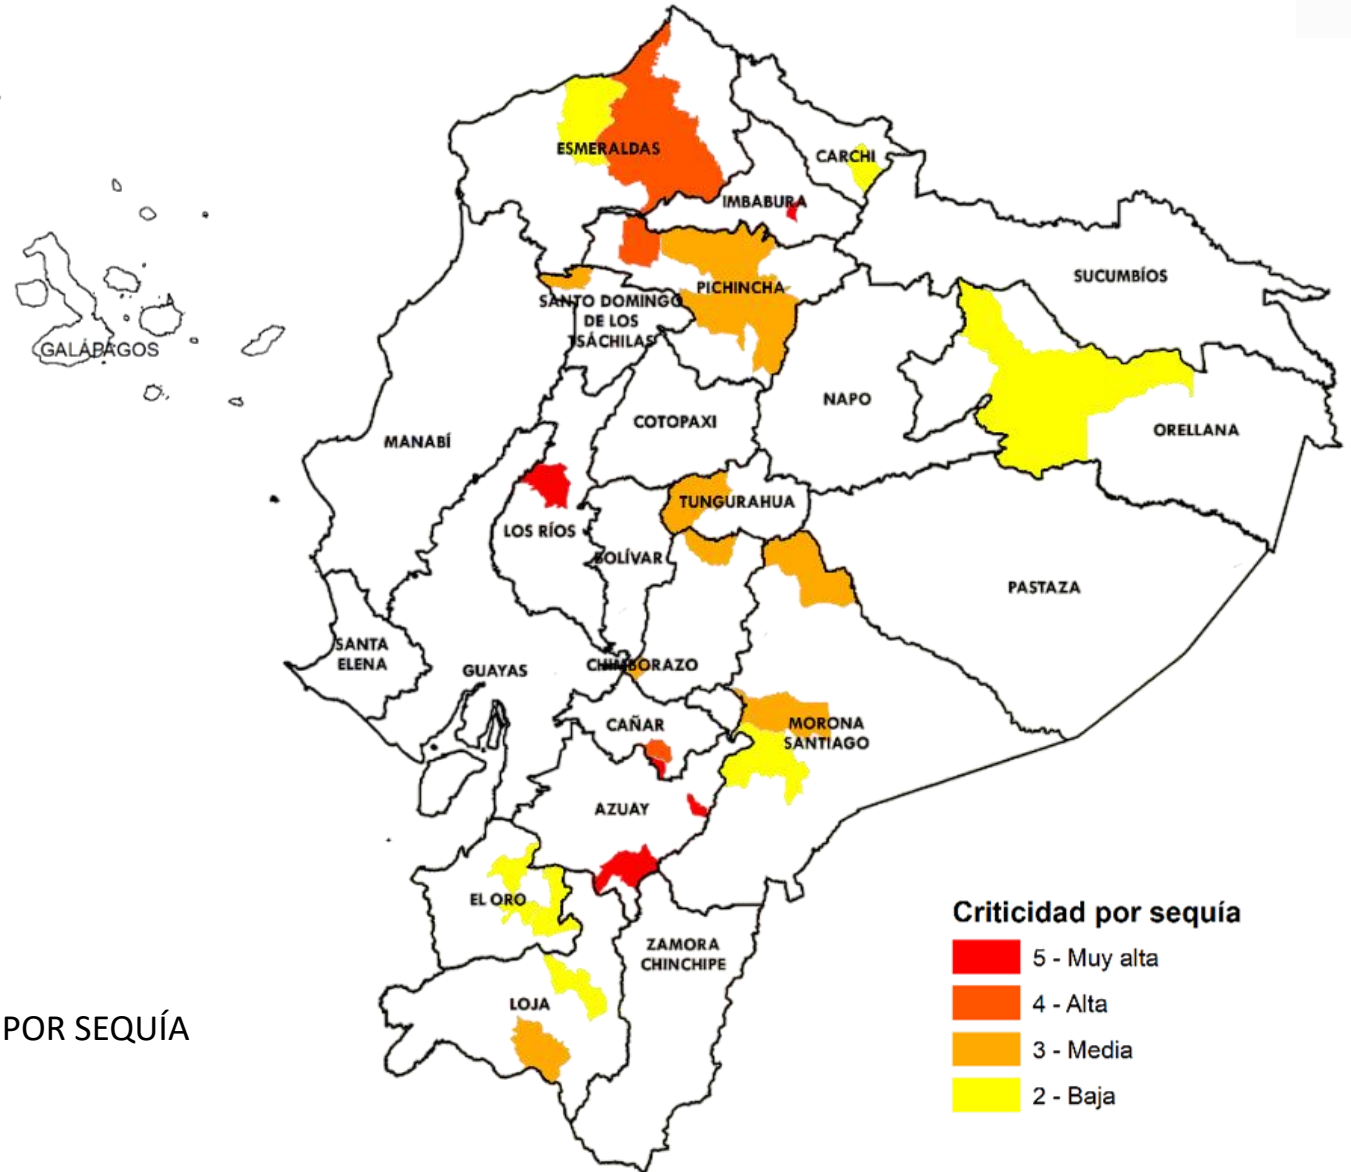 ESMERALDAS
CARCHI
IMBABURA
SUCUMBÍOS
PICHINCHA
SANTO DOMINGO
DE LOS
TSÁCHILAS
GALÁPAGOS
NAPO
COTOPAXI
ORELLANA
MANABÍ
TUNGURAHUA
LOS RÍOS
BOLÍVAR
PASTAZA
SANTA
ELENA
GUAYAS
CHIMBORAZO
CAÑAR
MORONA
SANTIAGO
AZUAY
EL ORO
ZAMORA
CHINCHIPE
LOJA
POR SEQUÍA
Criticidad por sequía
5 - Muy alta
4 - Alta
3 - Media
2 - Baja